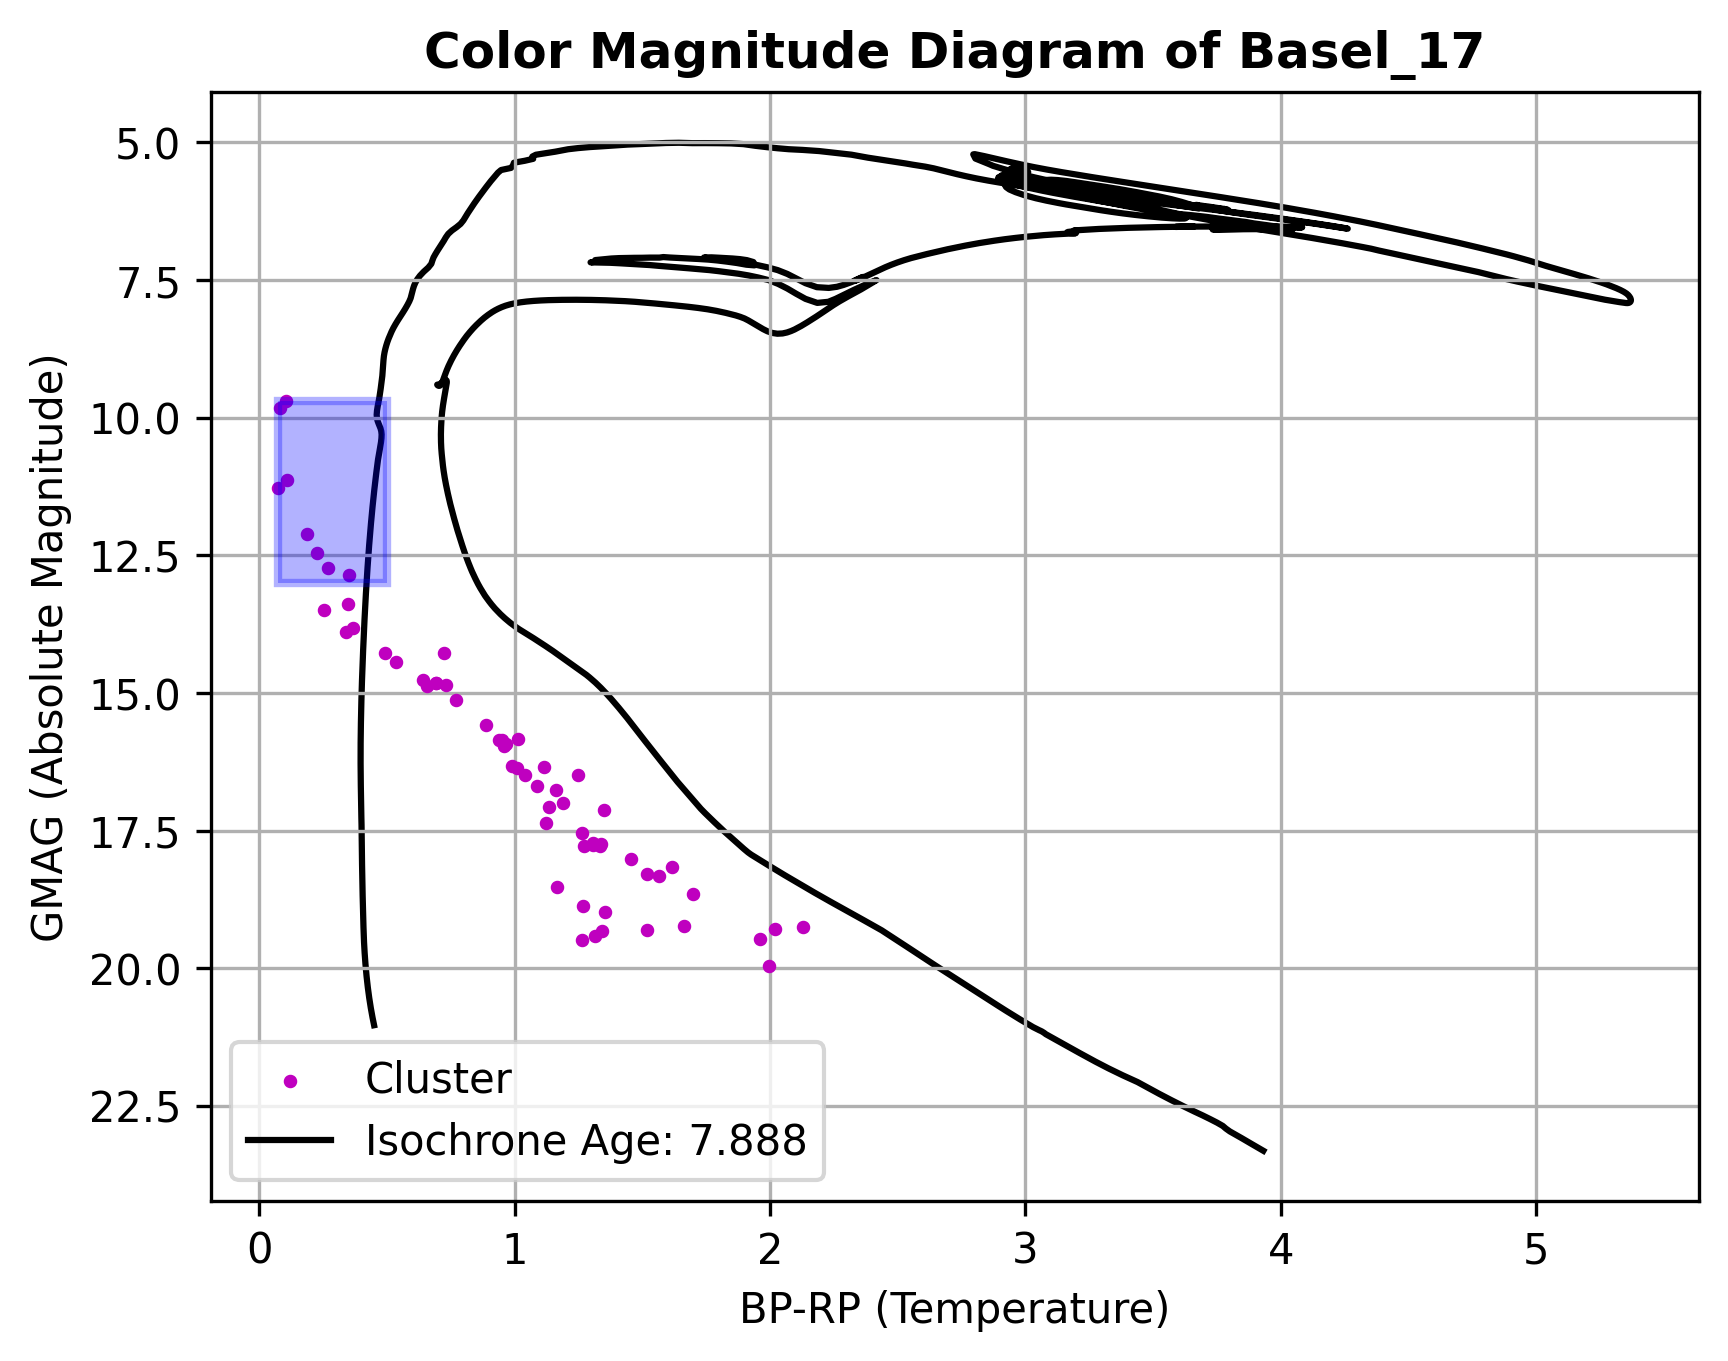 Color Magnitude Diagram of Basel_17
GMAG (Absolute Magnitude)
5.0
7.5
10.0
12.5
15.0
17.5
20.0
22.5
Cluster
Isochrone Age: 7.888
0 1 2 3 4 5
BP-RP (Temperature)